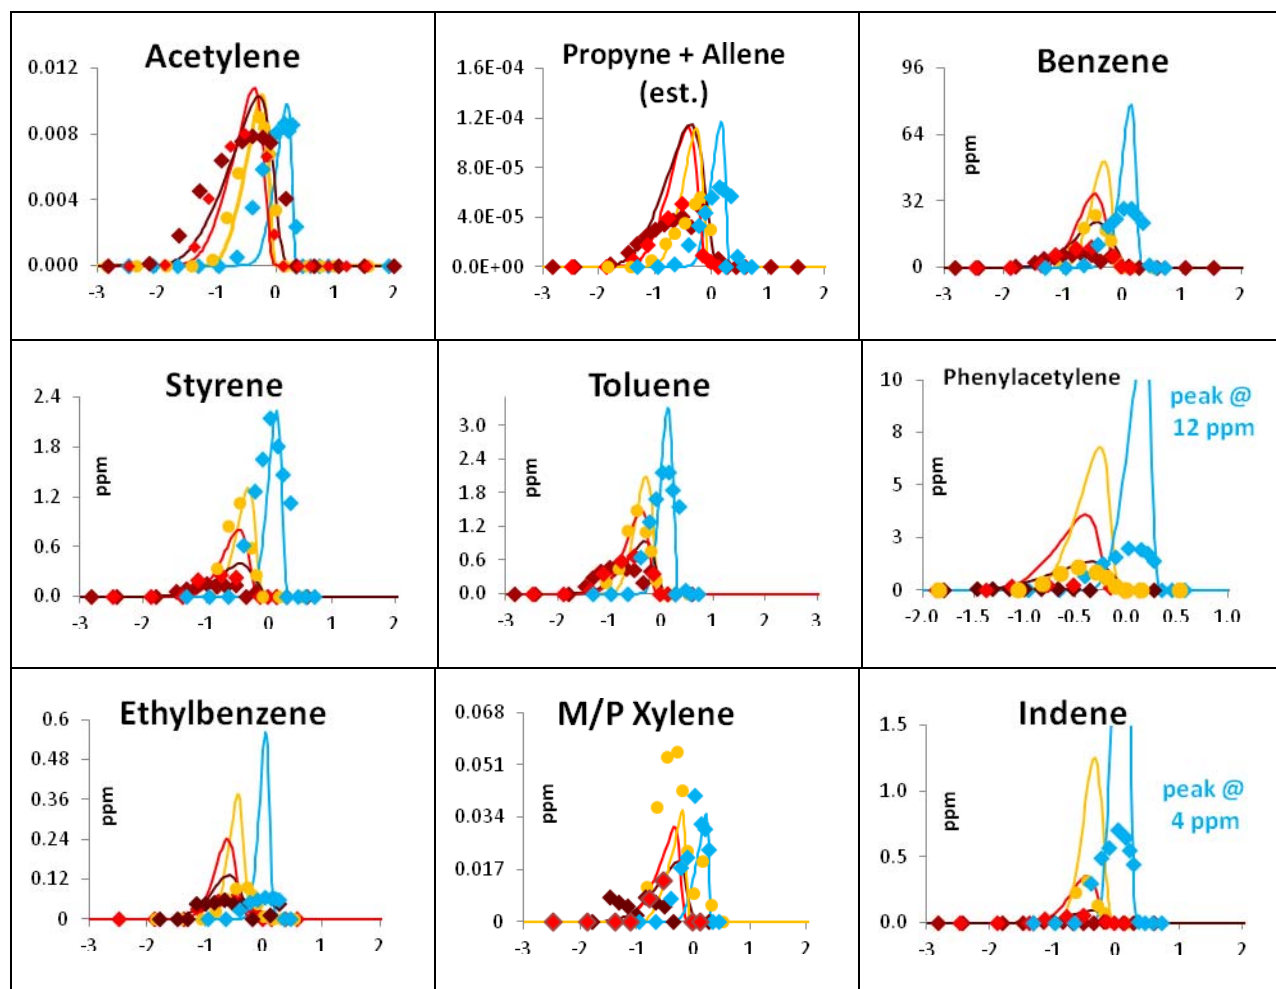 Acetylene
0.012
0.008
0.004
0.000
-3 -2 -1 0 1 2
Propyne + Allene
(est.)
1.6E-04
1.2E-04
8.0E-05
4.0E-05
0.0E+00
-3 -2 -1 0 1 2
Benzene
96
64
32
0
ppm
-3 -2 -1 0 1 2
Styrene
2.4
1.8
1.2
0.6
0.0
ppm
-3 -2 -1 0 1 2
Toluene
3.0
2.4
1.8
1.2
0.6
0.0
ppm
-3 -2 -1 0 1 2 3
Phenylacetylene
10
8
5
3
0
peak @
12 ppm
ppm
-2.0 -1.5 -1.0 -0.5 0.0 0.5 1.0
Ethylbenzene
0.6
0.48
0.36
0.24
0.12
0
ppm
-3 -2 -1 0 1 2
M/P Xylene
0.068
0.051
0.034
0.017
0
ppm
-3 -2 -1 0 1 2 3
Indene
1.5
1.0
0.5
0.0
ppm
peak @
4 ppm
-3 -2 -1 0 1 2